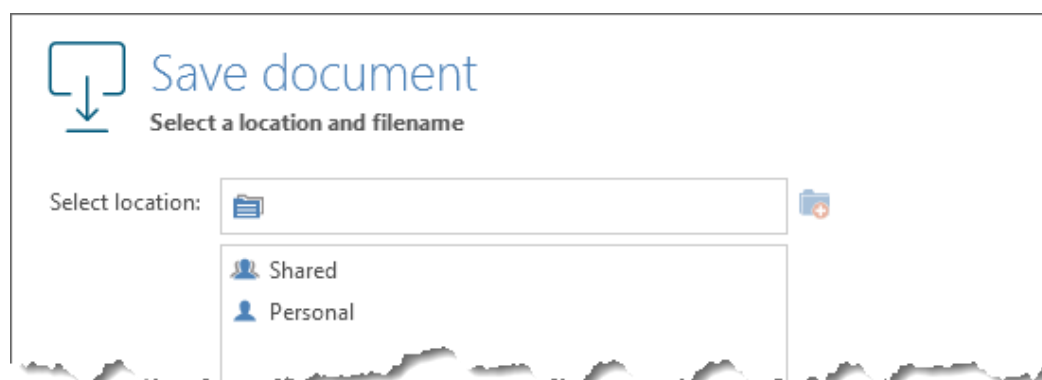 Save document
Select a location and filename
Select location:
Shared
Personal